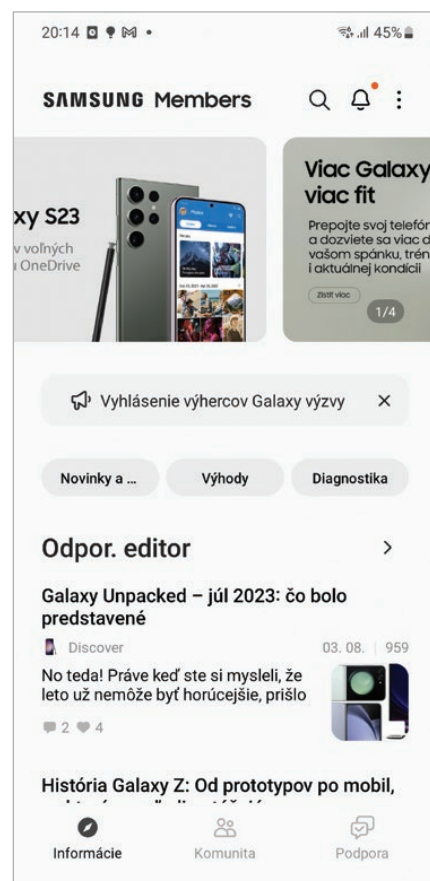 20:14
45%
SAMSUNG Members
xy S23
v voľných
u OneDrive
Viac Galaxy
viac fit
Prepojte svoj telefór
a dozviete sa viac d
vašom spánku, trén
i aktuálnej kondícii
Zistiť viac
1/4
Vyhlásenie výhercov Galaxy výzvy
Novinky a ...
Výhody
Diagnostika
Odpor. editor
Galaxy Unpacked – júl 2023: čo bolo
predstavené
Discover
03. 08. | 959
No teda! Práve keď ste si mysleli, že
leto už nemôže byť horúcejšie, prišlo
2 4
História Galaxy Z: Od prototypov po mobil,
Informácie
Komunita
Podpora